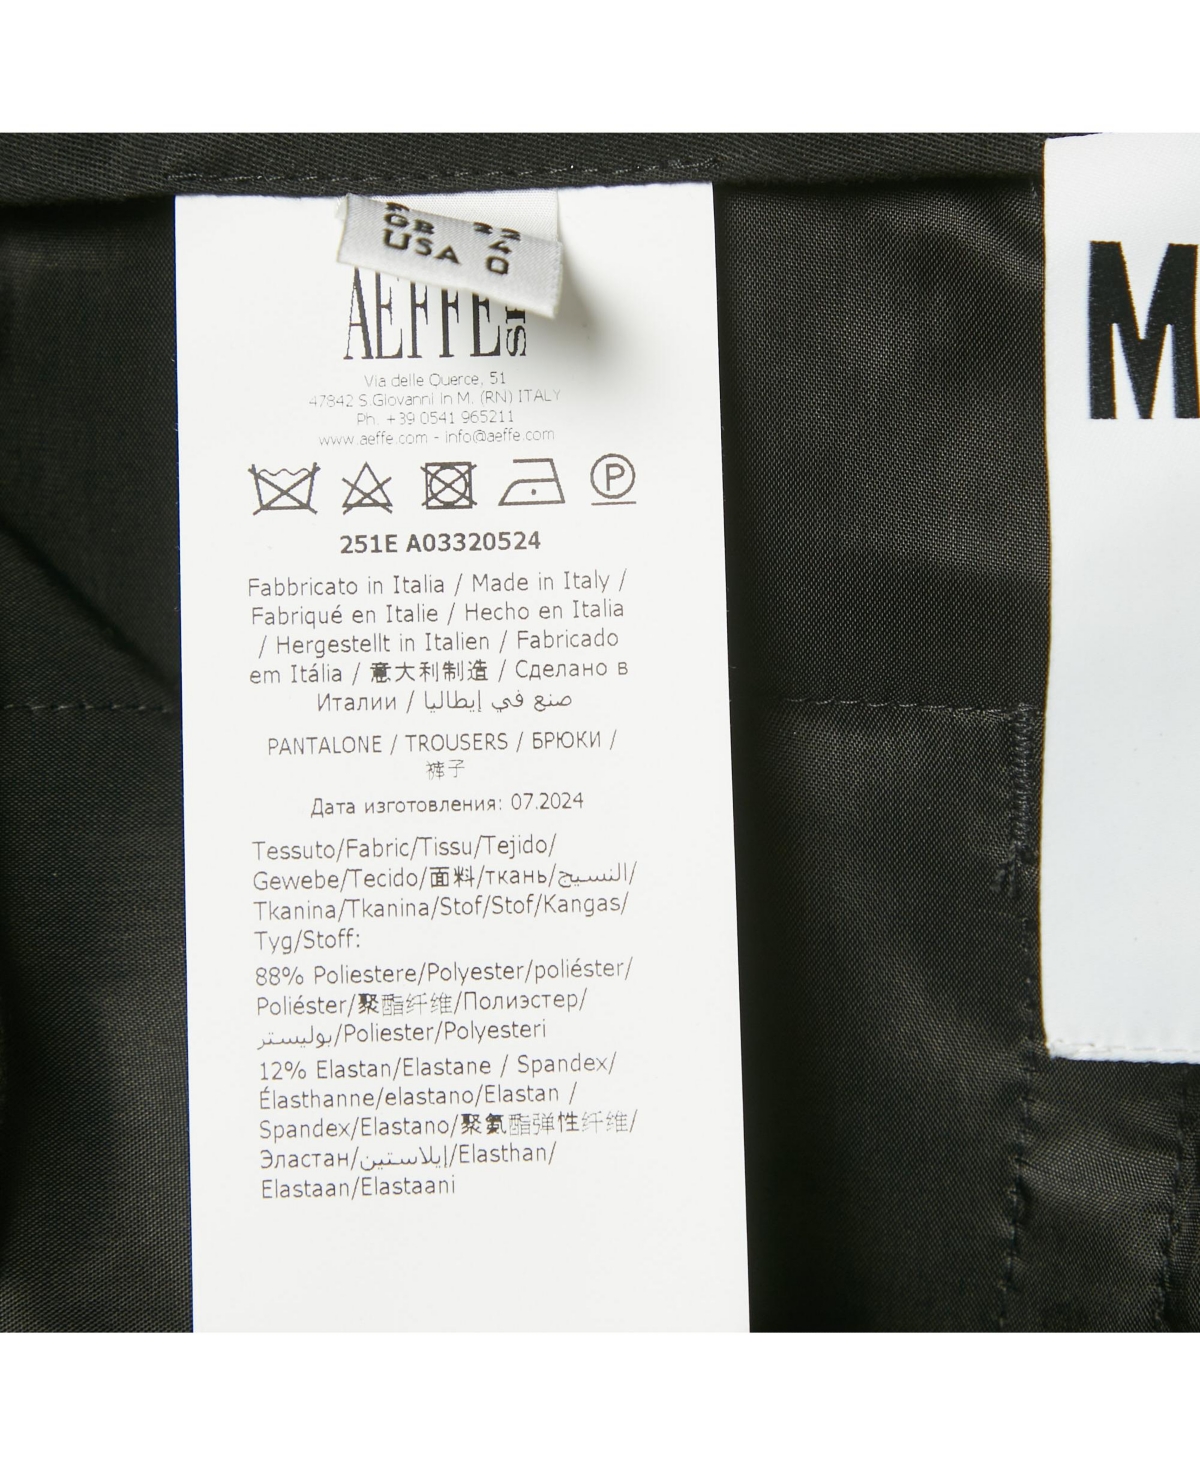 GB 4
USA 0
AEFFE
Via delle Querce, 51
47842 S.Giovanni in M. (RN) ITALY
Ph. +39 0541 965211
www.aeffe.com - info@aeffe.com
P
251E A03320524
Fabbricato in Italia / Made in Italy /
Fabriqué en Italie / Hecho en Italia
/ Hergestellt in Italien / Fabricado
em Itália / 意大利制造 / Сделано в
Италии / صنع في إيطاليا
PANTALONE / TROUSERS / БРЮКИ /
裤子
Дата изготовления: 07.2024
Tessuto/Fabric/Tissu/Tejido/
Gewebe/Tecido/面料/ткань/النسيج/
Tkanina/Tkanina/Stof/Stof/Kangas/
Tyg/Stoff:
88% Poliestere/Polyester/poliéster/
Poliéster/聚酯纤维/Полиэстер/
بوليستر/Poliester/Polyesteri
12% Elastan/Elastane / Spandex/
Élasthanne/elastano/Elastan /
Spandex/Elastano/聚氨酯弹性纤维/
Эластан/إيلاستين/Elasthan/
Elastaan/Elastaani
M